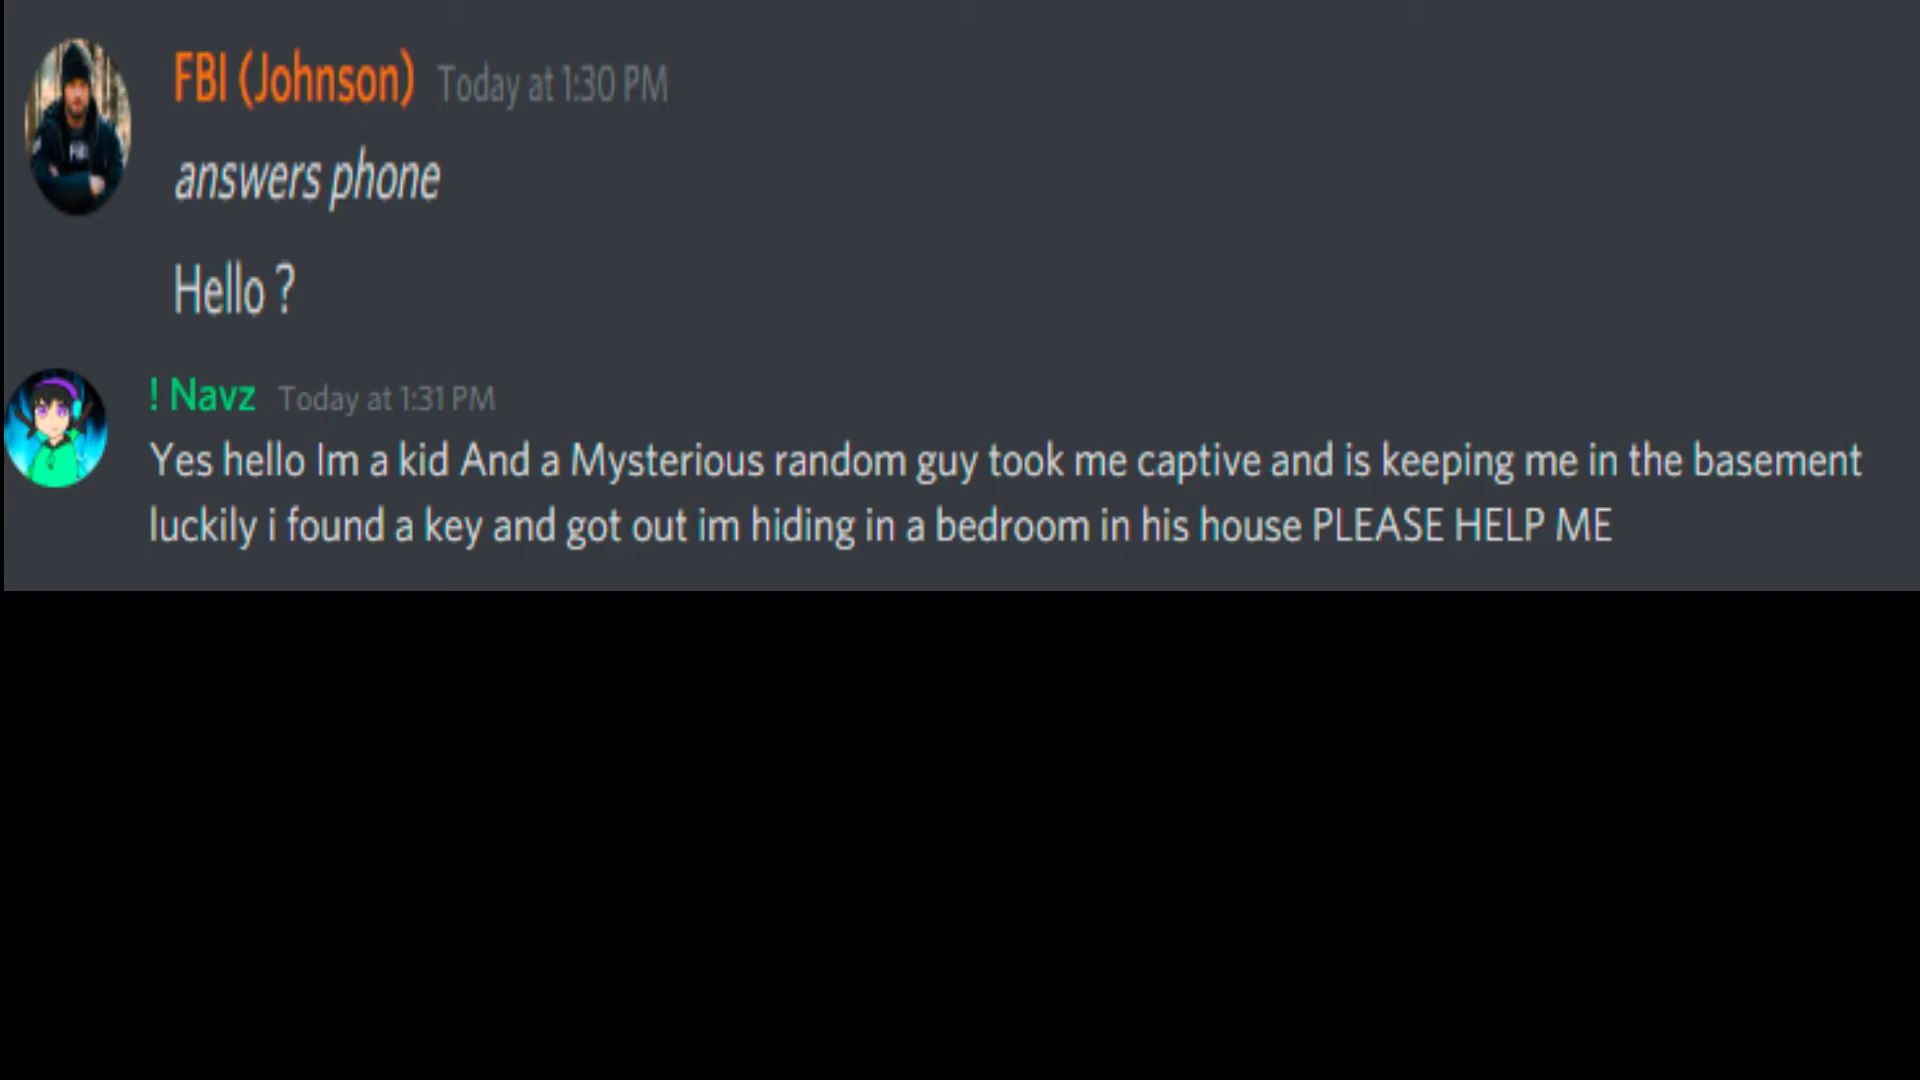 FBI (Johnson) Today at 1:30 PM
answers phone
Hello ?
! Navz Today at 1:31 PM
Yes hello Im a kid And a Mysterious random guy took me captive and is keeping me in the basement
luckily i found a key and got out im hiding in a bedroom in his house PLEASE HELP ME